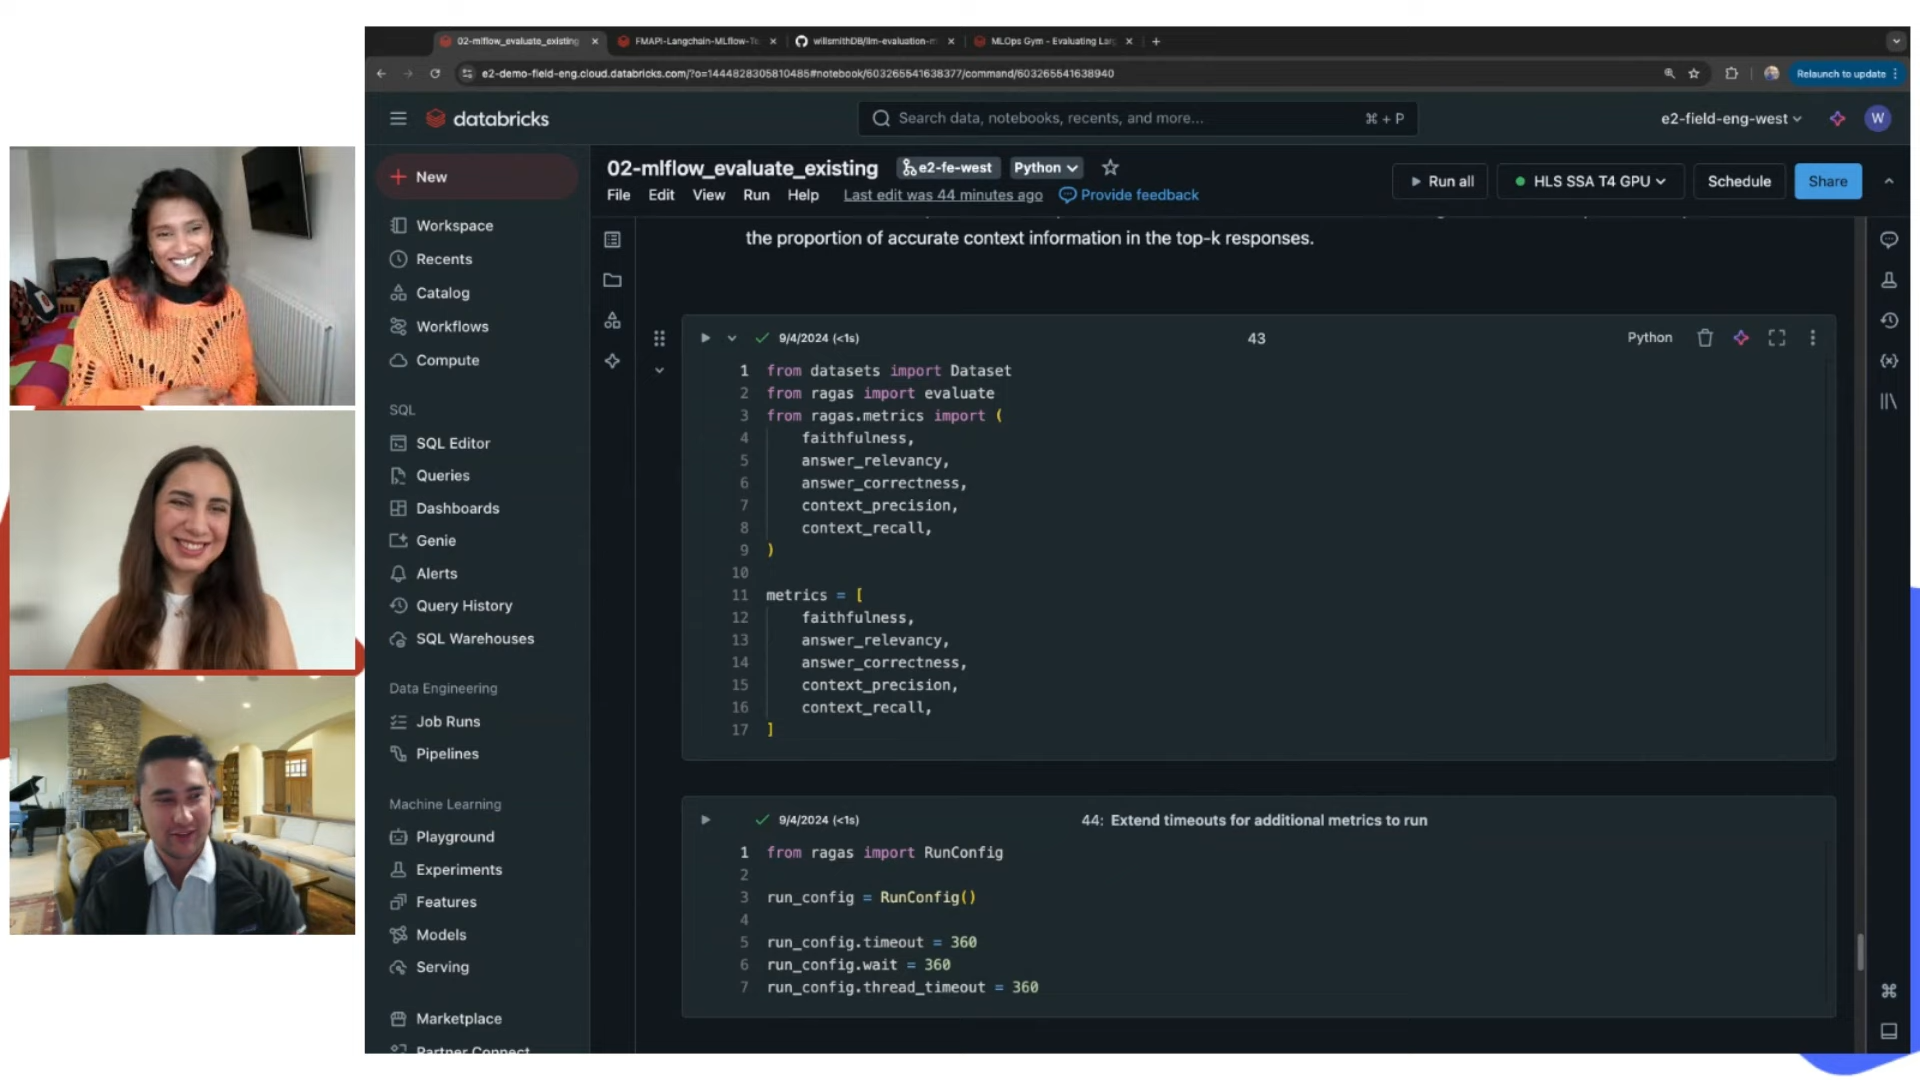 02-mlflow_evaluate_existing
FMAPI-Langchain-MLflow-Te
willsmithDB/llm-evaluation-m
MLOps Gym - Evaluating Lar
e2-demo-field-eng.cloud.databricks.com/?o=1444828305810485#notebook/603265541638377/command/603265541638940
Relaunch to update
databricks
Search data, notebooks, recents, and more...
⌘ + P
e2-field-eng-west
W
New
Workspace
Recents
Catalog
Workflows
Compute
SQL
SQL Editor
Queries
Dashboards
Genie
Alerts
Query History
SQL Warehouses
Data Engineering
Job Runs
Pipelines
Machine Learning
Playground
Experiments
Features
Models
Serving
Marketplace
Partner Connect
02-mlflow_evaluate_existing
e2-fe-west
Python
File Edit View Run Help Last edit was 44 minutes ago Provide feedback
Run all
HLS SSA T4 GPU
Schedule
Share
the proportion of accurate context information in the top-k responses.
9/4/2024 (<1s)
43
Python
1 from datasets import Dataset
2 from ragas import evaluate
3 from ragas.metrics import (
4 faithfulness,
5 answer_relevancy,
6 answer_correctness,
7 context_precision,
8 context_recall,
9 )
10
11 metrics = [
12 faithfulness,
13 answer_relevancy,
14 answer_correctness,
15 context_precision,
16 context_recall,
17 ]
9/4/2024 (<1s)
44: Extend timeouts for additional metrics to run
1 from ragas import RunConfig
2
3 run_config = RunConfig()
4
5 run_config.timeout = 360
6 run_config.wait = 360
7 run_config.thread_timeout = 360